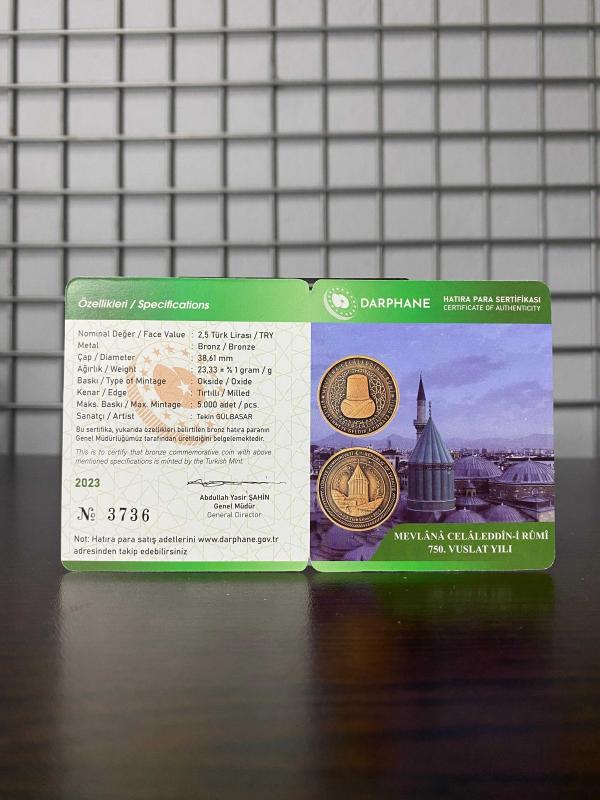 Özellikleri / Specifications
Nominal Değer / Face Value : 2,5 Türk Lirası / TRY
Metal : Bronz / Bronze
Çap / Diameter : 38,61 mm
Ağırlık / Weight : 23,33 ± % 1 gram / g
Baskı / Type of Mintage : Okside / Oxide
Kenar / Edge : Tırtıllı / Milled
Maks. Baskı / Max. Mintage : 5.000 adet / pcs.
Sanatçı / Artist : Tekin GÜLBASAR
Bu sertifika, yukarıda özellikleri belirtilen bronz hatıra paranın
Genel Müdürlüğümüz tarafından üretildiğini belgelemektedir.
This is to certify that bronze commemorative coin with above
mentioned specifications is minted by the Turkish Mint.
2023
Abdullah Yasir ŞAHİN
Genel Müdür
General Director
№ 3736
Not: Hatıra para satış adetlerini www.darphane.gov.tr
adresinden takip edebilirsiniz
DARPHANE
HATIRA PARA SERTİFİKASI
CERTIFICATE OF AUTHENTICITY
MEVLÂNÂ CELÂLEDDÎN-İ RÛMÎ
750. VUSLAT YILI